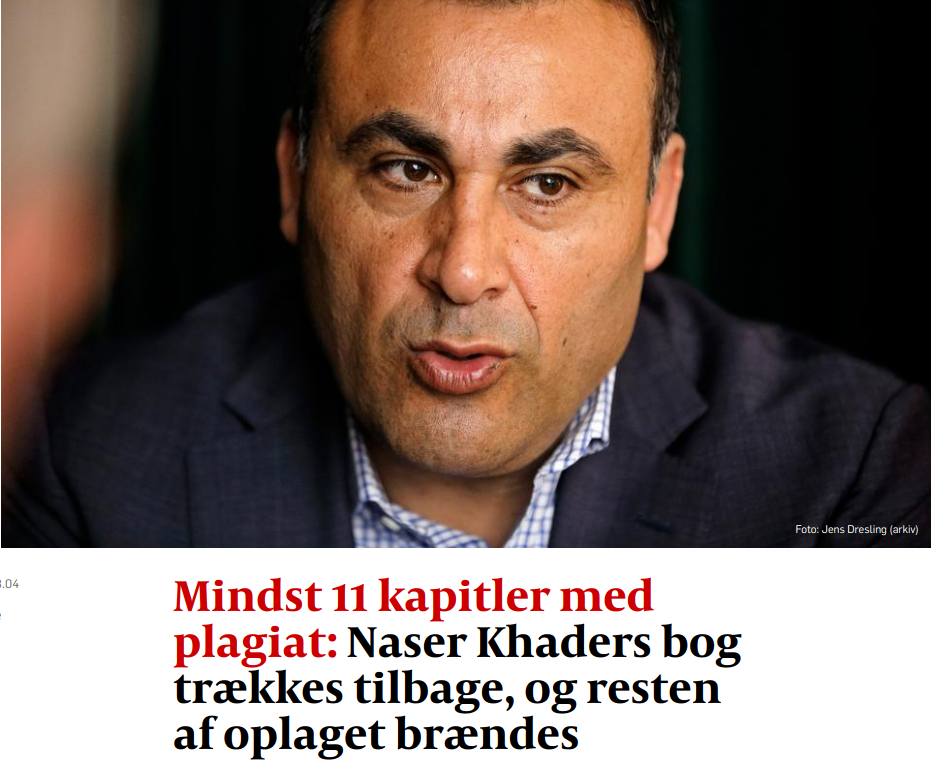 Foto: Jens Dresling (arkiv)
Mindst 11 kapitler med
plagiat: Naser Khaders bog
trækkes tilbage, og resten
af oplaget brændes